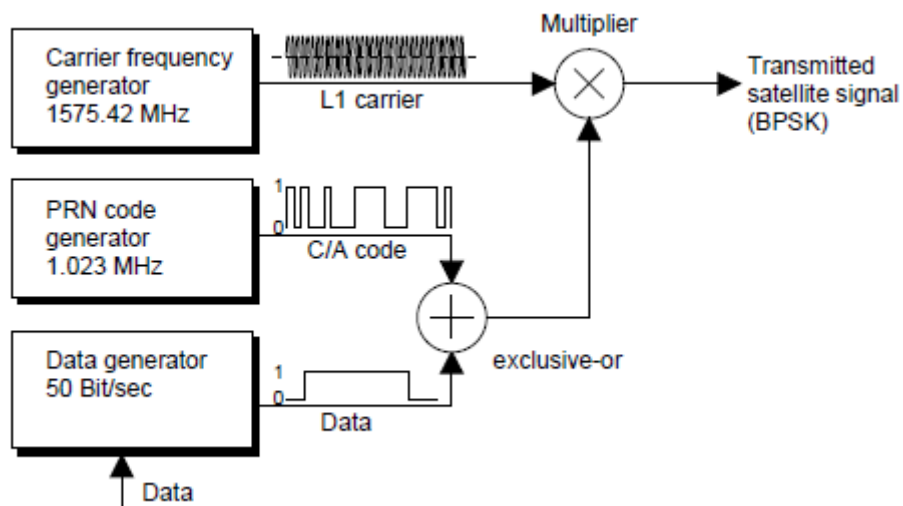 Carrier frequency
generator
1575.42 MHz
L1 carrier
Multiplier
Transmitted
satellite signal
(BPSK)
PRN code
generator
1.023 MHz
1
0
C/A code
exclusive-or
Data generator
50 Bit/sec
1
0
Data
Data